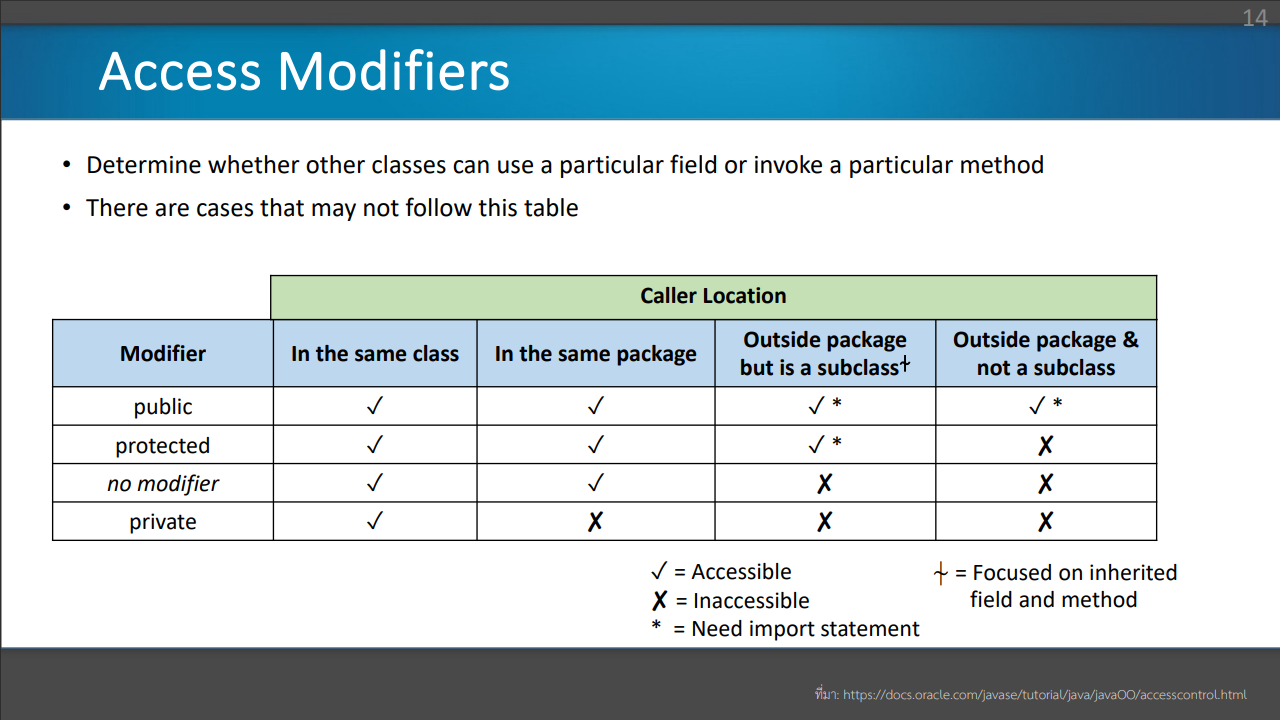 14
Access Modifiers
• Determine whether other classes can use a particular field or invoke a particular method
• There are cases that may not follow this table
Caller Location
Modifier In the same class In the same package Outside package but is a subclass⍭ Outside package & not a subclass
public ✓ ✓ ✓ * ✓ *
protected ✓ ✓ ✓ * ✗
no modifier ✓ ✓ ✗ ✗
private ✓ ✗ ✗ ✗
✓ = Accessible
✗ = Inaccessible
* = Need import statement
⍭ = Focused on inherited
field and method
ที่มา: https://docs.oracle.com/javase/tutorial/java/javaOO/accesscontrol.html